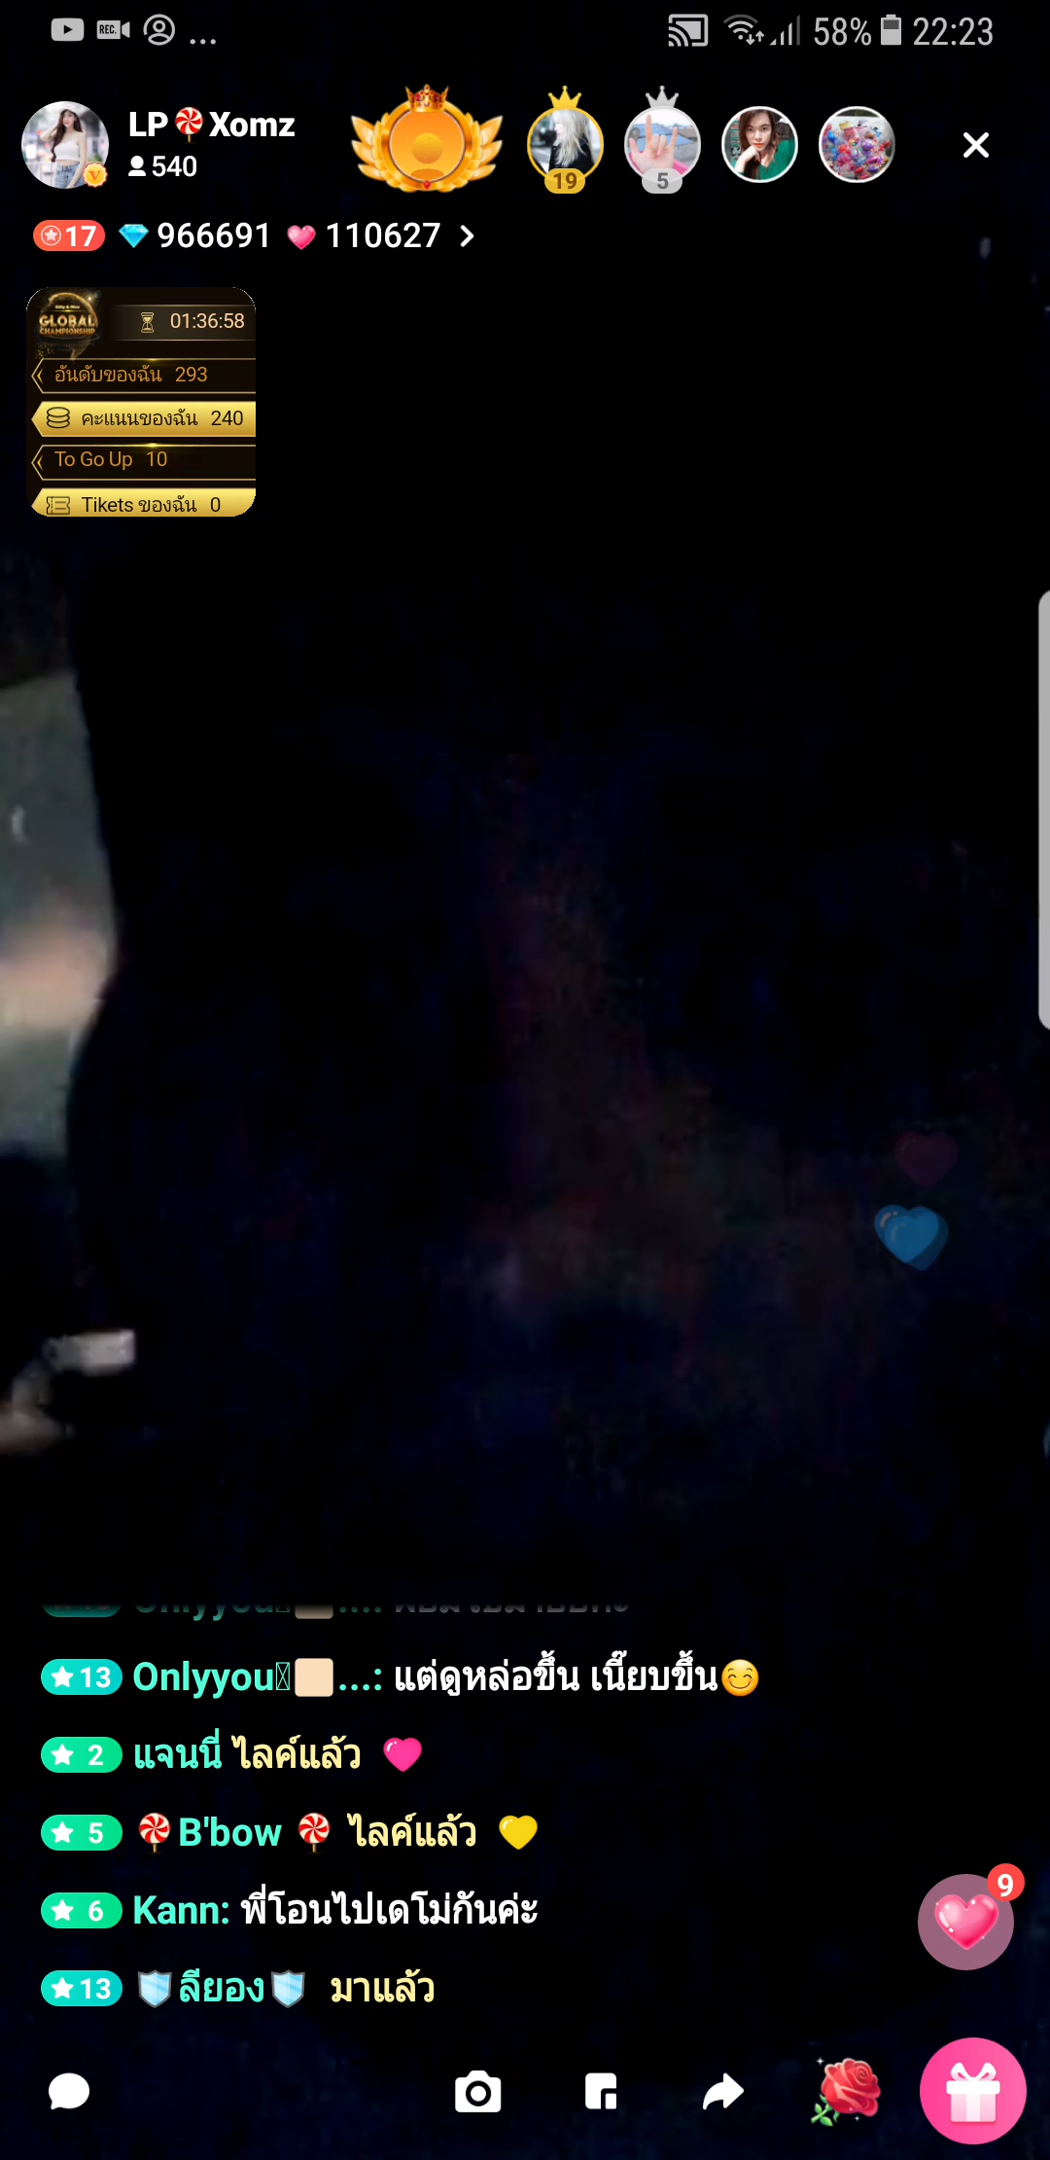 REC.
... 58% 22:23
LP🍭Xomz
540
19
5
17 966691 110627
GLOBAL
CHAMPIONSHIP
01:36:58
อันดับของฉัน 293
คะแนนของฉัน 240
To Go Up 10
Tikets ของฉัน 0
13 Onlyyou...: แต่ดูหล่อขึ้น เนี๊ยบขึ้น😊
2 แจนนี่ ไลค์แล้ว
5 🍭B'bow 🍭 ไลค์แล้ว 💛
6 Kann: พี่โอนไปเดโม่กันค่ะ
9
13 🛡️ลียอง🛡️ มาแล้ว